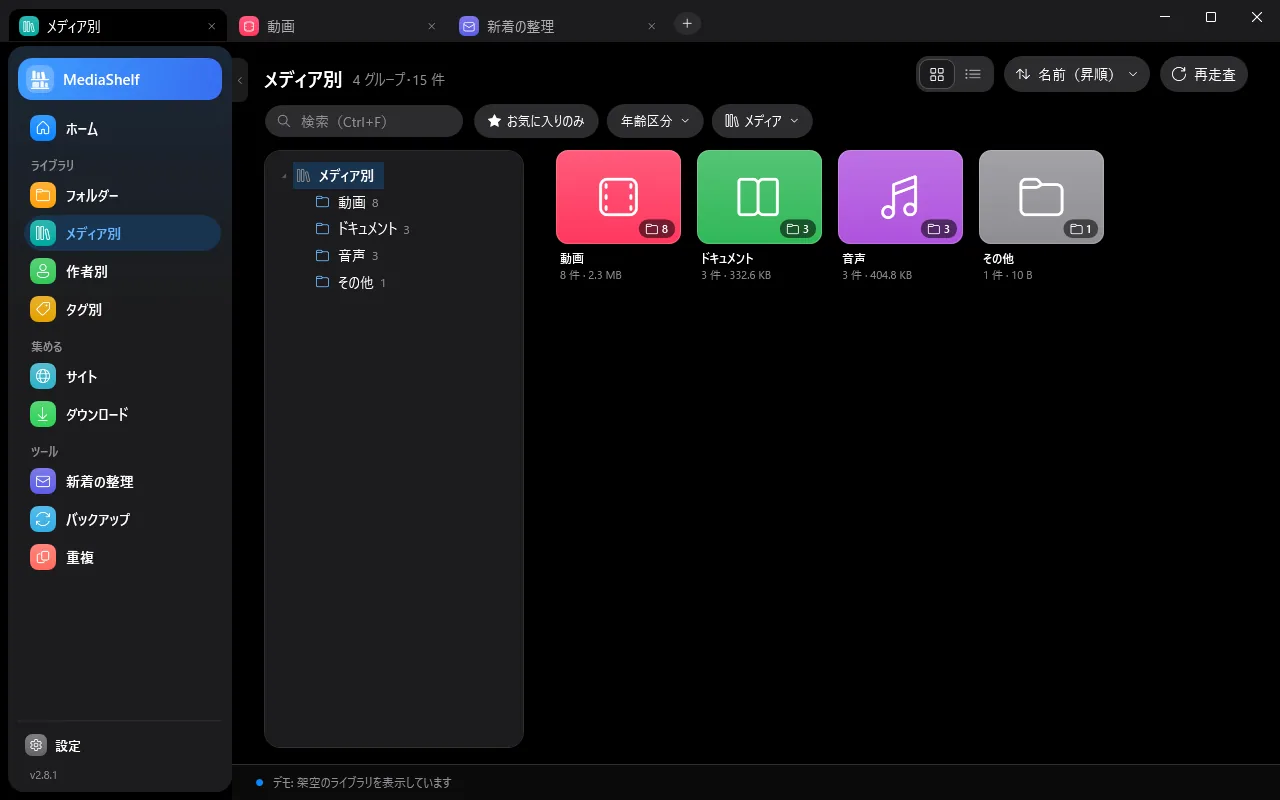 メディア別
動画
新着の整理
MediaShelf
ホーム
ライブラリ
フォルダー
メディア別
作者別
タグ別
集める
サイト
ダウンロード
ツール
新着の整理
バックアップ
重複
設定
v2.8.1
メディア別 4 グループ·15 件
名前（昇順）
再走査
検索（Ctrl+F）
お気に入りのみ
年齢区分
メディア
メディア別
動画 8
ドキュメント 3
音声 3
その他 1
8
動画
8 件 · 2.3 MB
3
ドキュメント
3 件 · 332.6 KB
3
音声
3 件 · 404.8 KB
1
その他
1 件 · 10 B
デモ: 架空のライブラリを表示しています